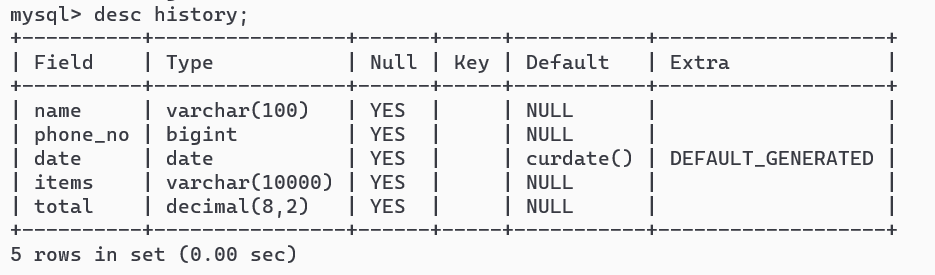 mysql> desc history;
+----------+----------------+------+-----+-----------+-------------------+
| Field    | Type           | Null | Key | Default   | Extra             |
+----------+----------------+------+-----+-----------+-------------------+
| name     | varchar(100)   | YES  |     | NULL      |                   |
| phone_no | bigint         | YES  |     | NULL      |                   |
| date     | date           | YES  |     | curdate() | DEFAULT_GENERATED |
| items    | varchar(10000) | YES  |     | NULL      |                   |
| total    | decimal(8,2)   | YES  |     | NULL      |                   |
+----------+----------------+------+-----+-----------+-------------------+
5 rows in set (0.00 sec)